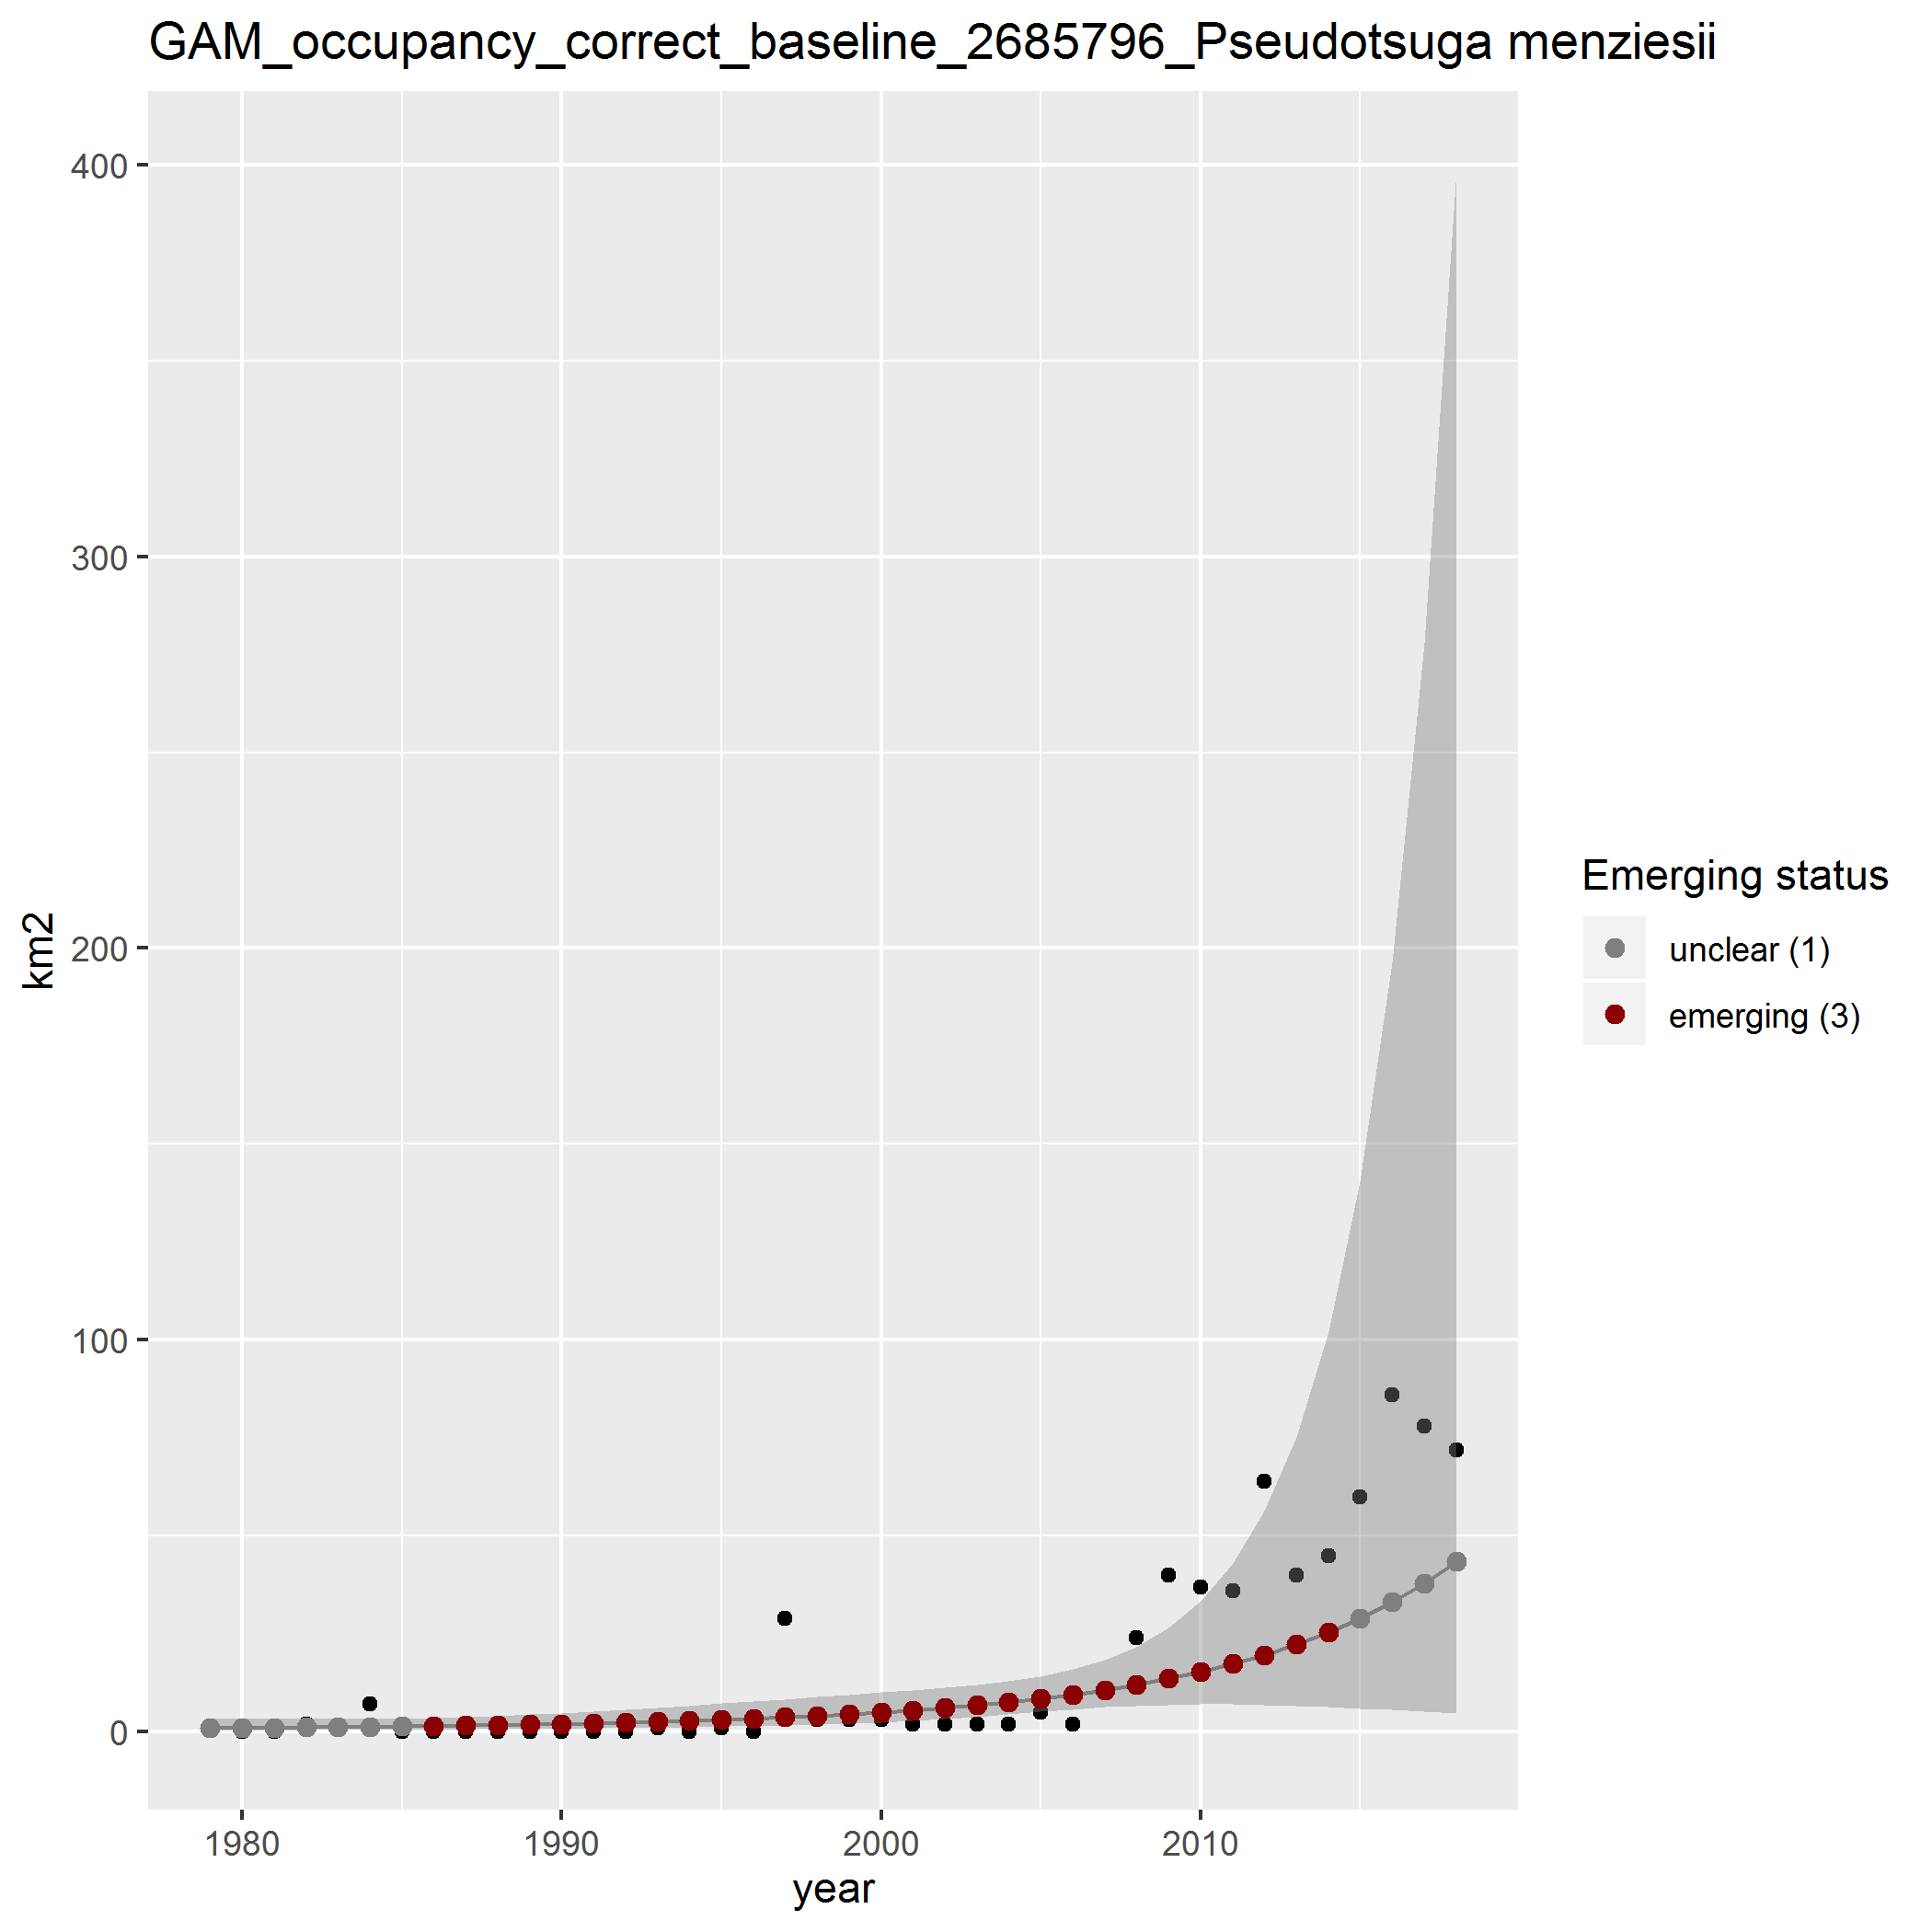 GAM_occupancy_correct_baseline_2685796_Pseudotsuga menziesii
400
300
200
100
0
km2
1980 1990 2000 2010
year
Emerging status
unclear (1)
emerging (3)